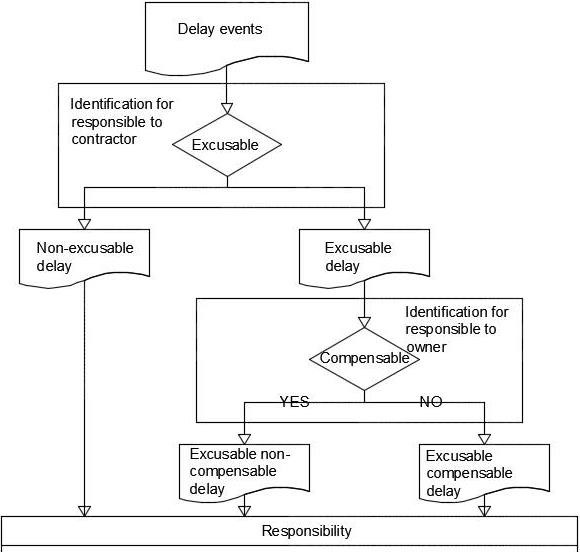 Delay events
Identification for
responsible to
contractor
Excusable
Non-excusable
delay
Excusable
delay
Identification for
responsible to
owner
Compensable
YES
NO
Excusable non-
compensable
delay
Excusable
compensable
delay
Responsibility